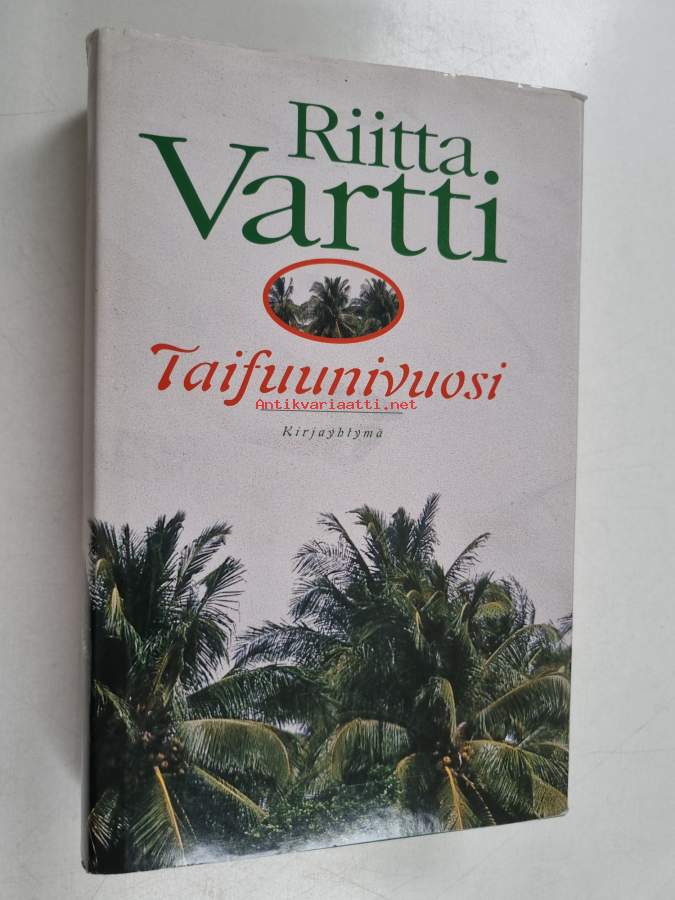 Riitta
Vartti
Taifuunivuosi
Antikvariaatti.net
Kirjayhtymä